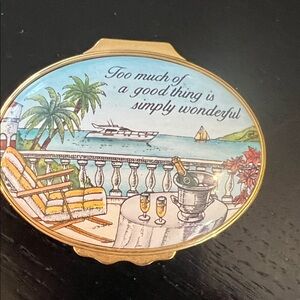 Too much of
a good thing is
simply wonderful